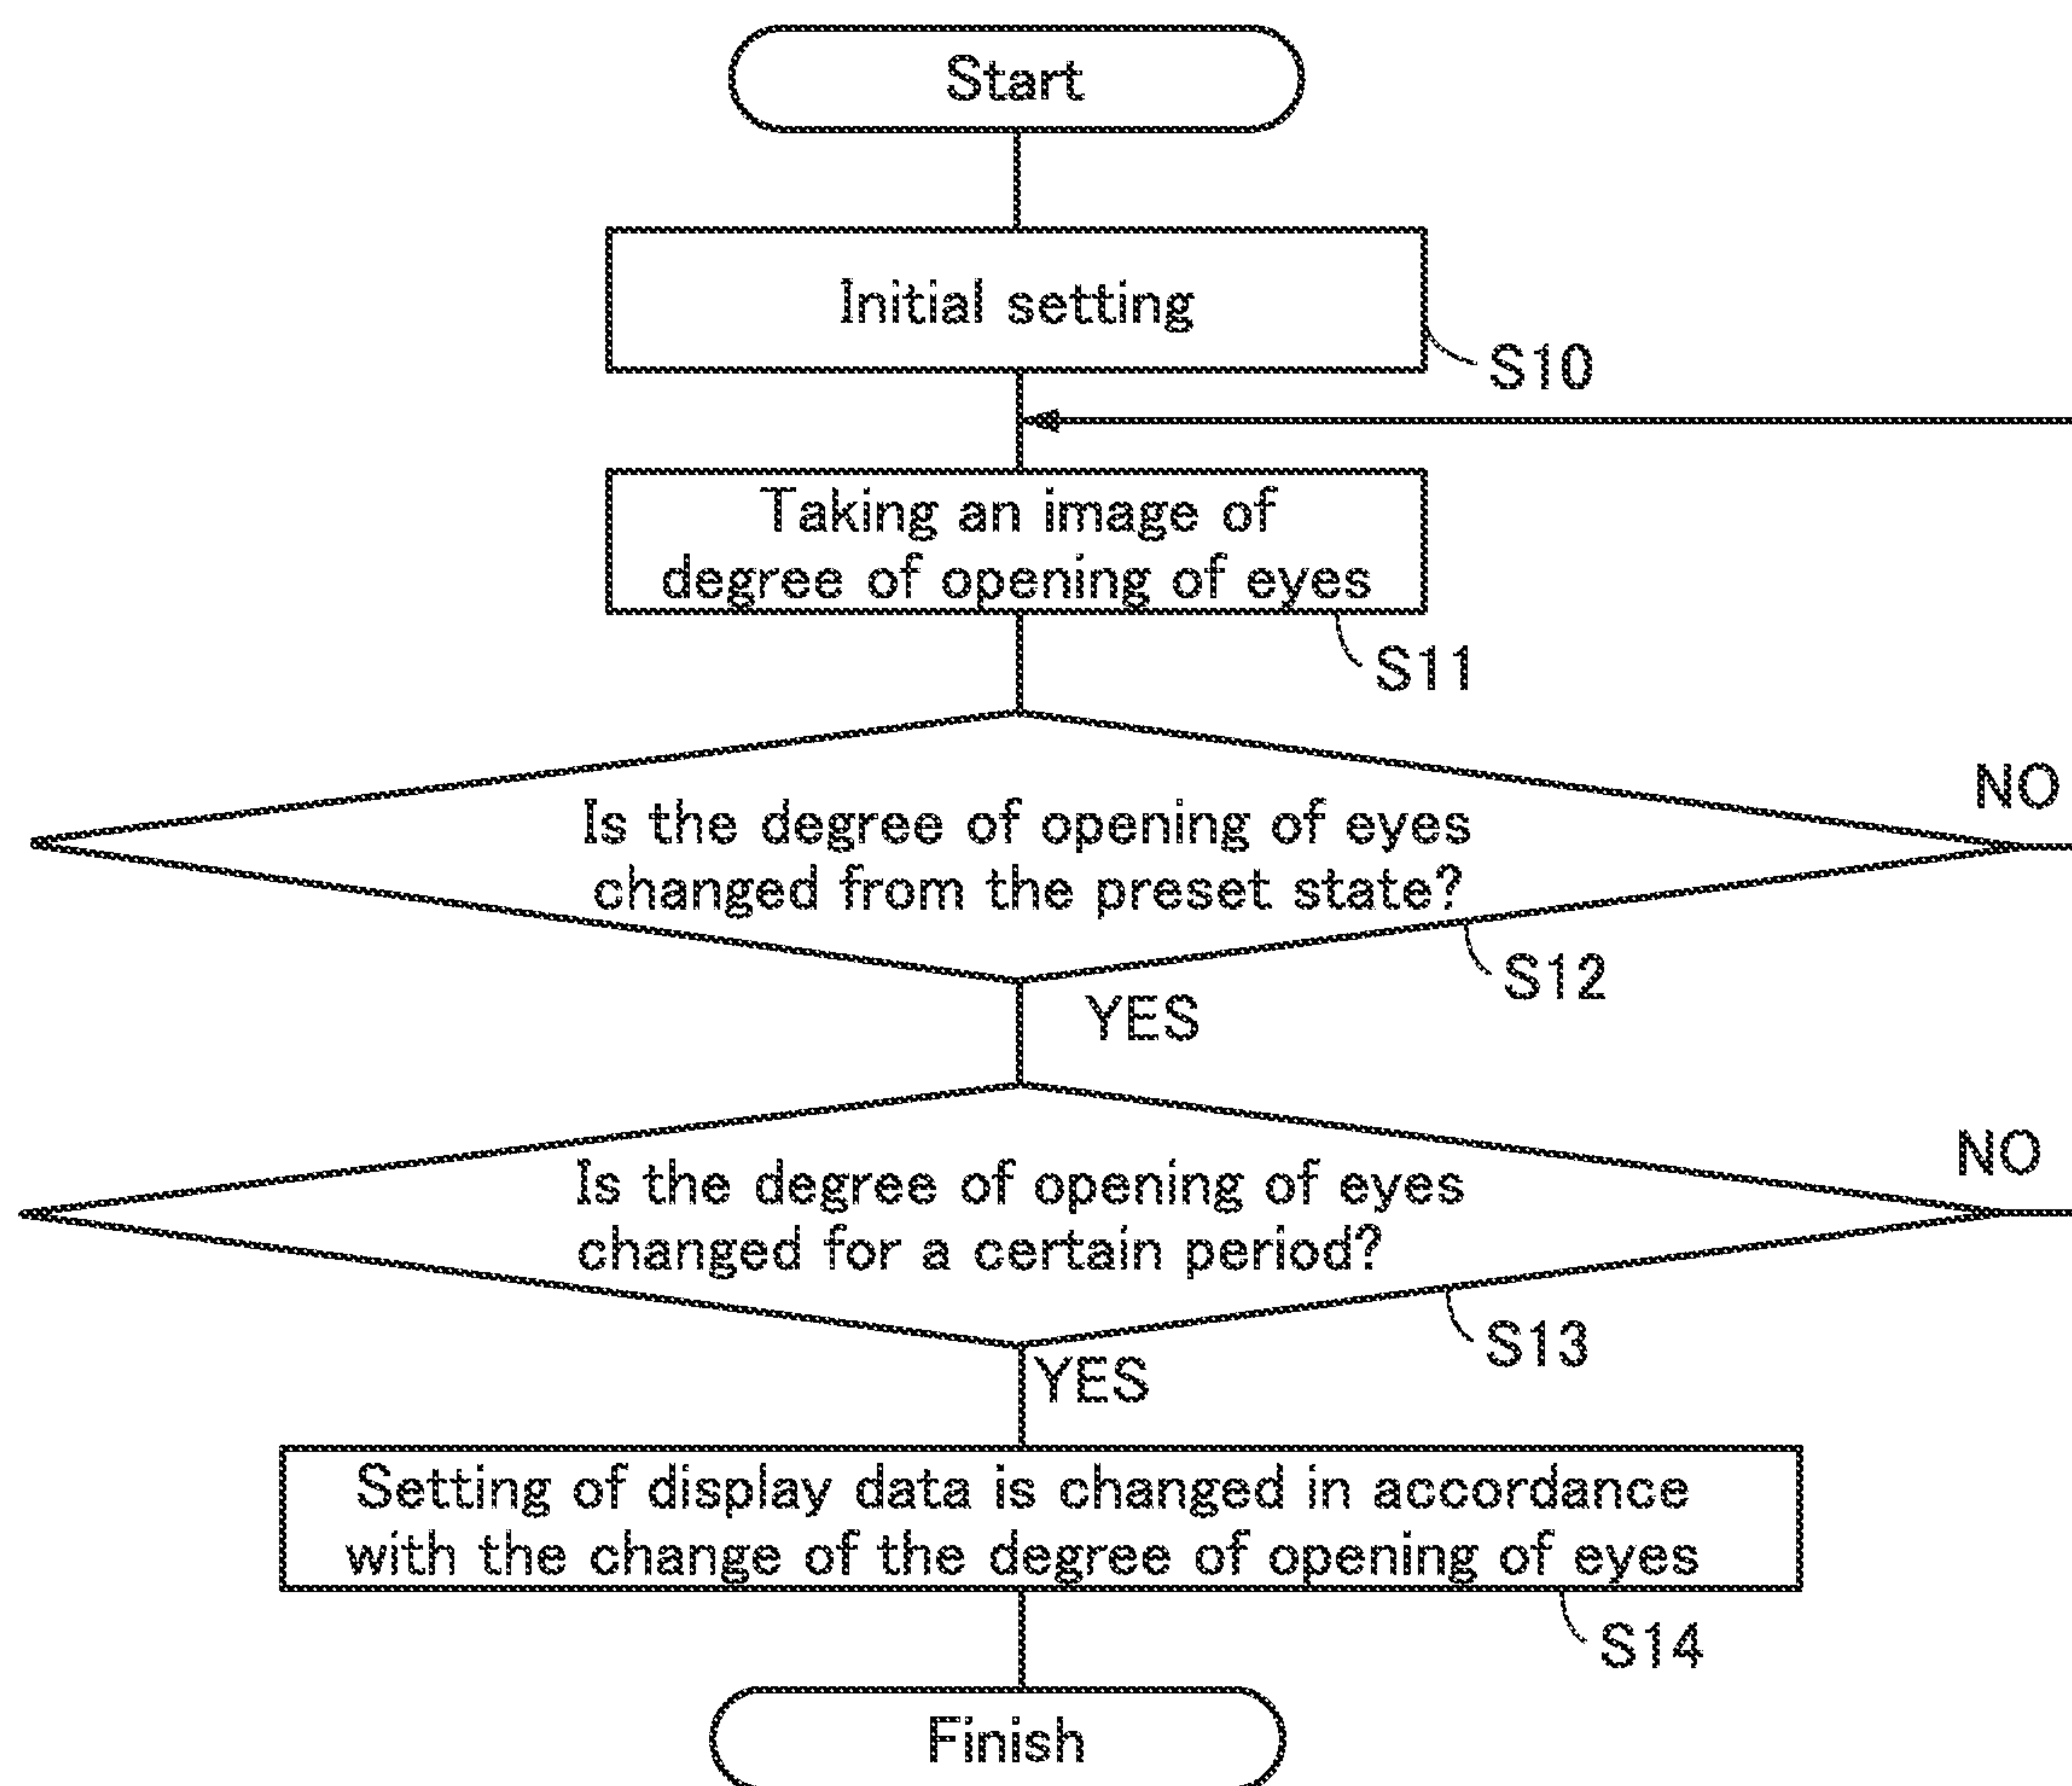 Start
Initial setting
S10
Taking an image of
degree of opening of eyes
S11
NO
Is the degree of opening of eyes
changed from the preset state?
S12
YES
NO
Is the degree of opening of eyes
changed for a certain period?
S13
YES
Setting of display data is changed in accordance
with the change of the degree of opening of eyes
S14
Finish